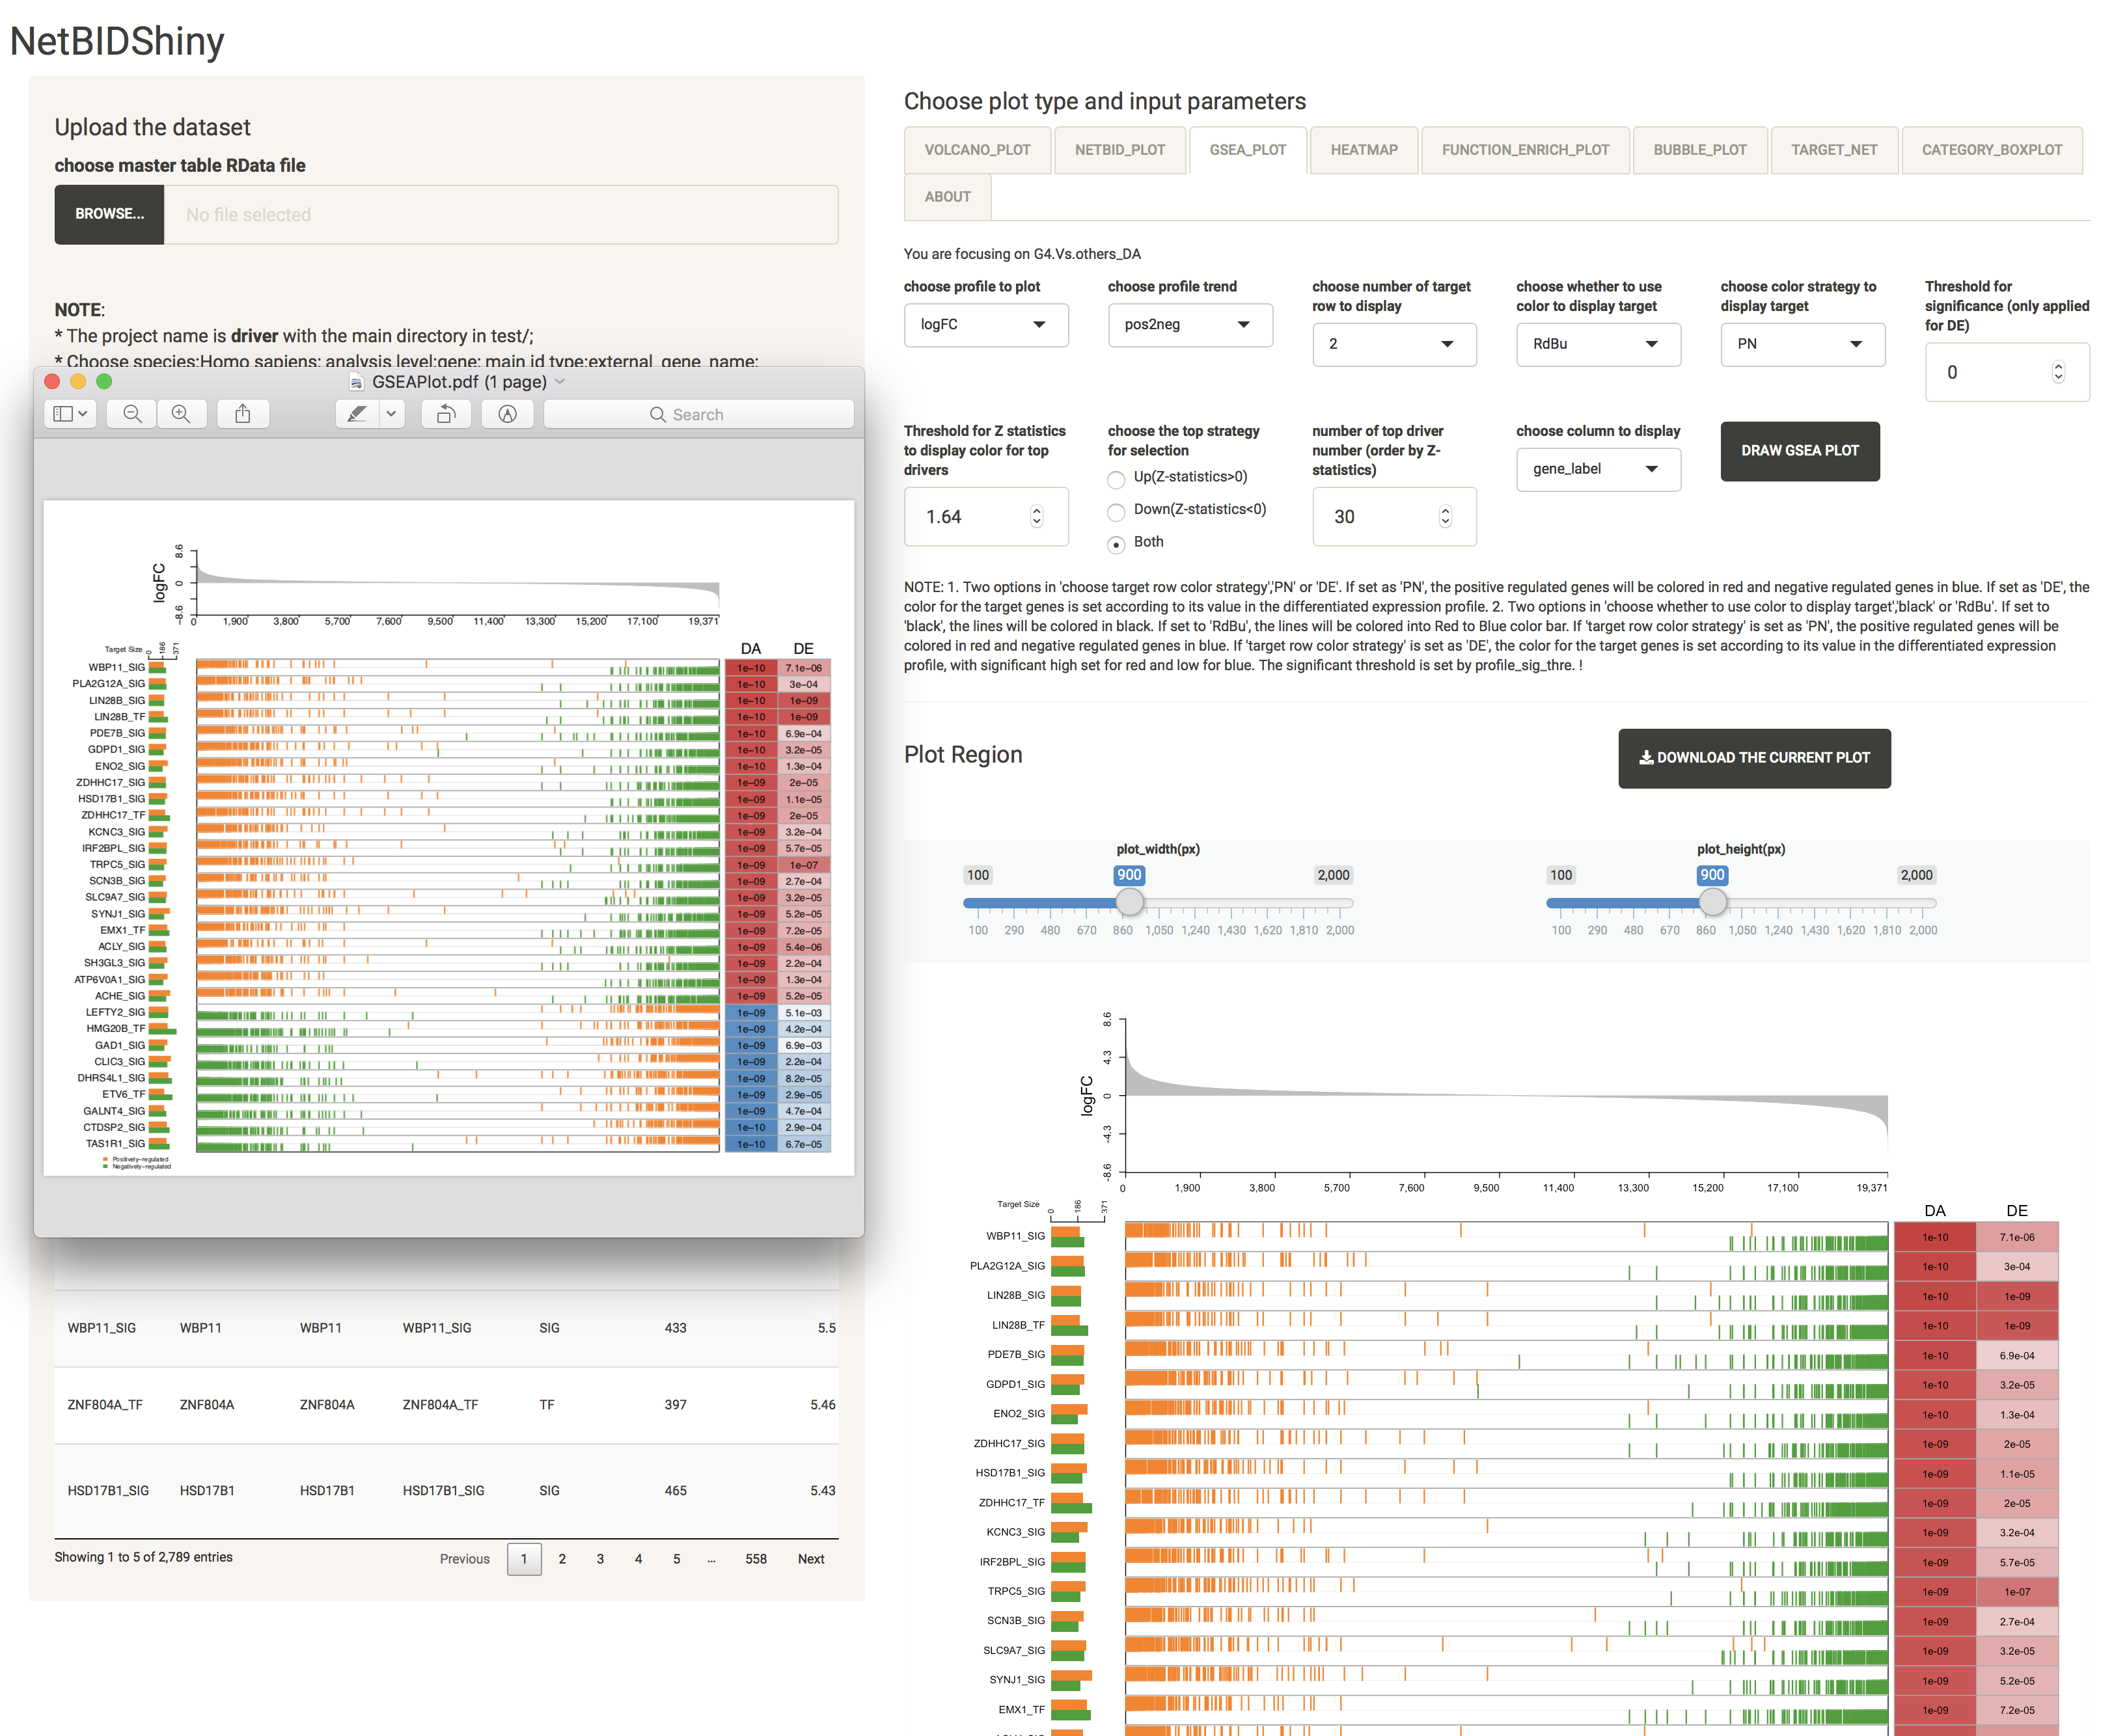 NetBIDShiny
Upload the dataset
choose master table RData file
BROWSE...
No file selected
NOTE:
* The project name is driver with the main directory in test/;
* Choose species:Homo sapiens; analysis level:gene; main id type:external_gene_name;
GSEAPlot.pdf (1 page)
Search
logFC
8.6
0
-8.6
0 1,900 3,800 5,700 7,600 9,500 11,400 13,300 15,200 17,100 19,371
Target Size 0 186 371
DA DE
WBP11_SIG 1e-10 7.1e-06
PLA2G12A_SIG 1e-10 3e-04
LIN28B_SIG 1e-10 1e-09
LIN28B_TF 1e-10 1e-09
PDE7B_SIG 1e-10 6.9e-04
GDPD1_SIG 1e-10 3.2e-05
ENO2_SIG 1e-10 1.3e-04
ZDHHC17_SIG 1e-09 2e-05
HSD17B1_SIG 1e-09 1.1e-05
ZDHHC17_TF 1e-09 2e-05
KCNC3_SIG 1e-09 3.2e-04
IRF2BPL_SIG 1e-09 5.7e-05
TRPC5_SIG 1e-09 1e-07
SCN3B_SIG 1e-09 2.7e-04
SLC9A7_SIG 1e-09 3.2e-05
SYNJ1_SIG 1e-09 5.2e-05
EMX1_TF 1e-09 7.2e-05
ACLY_SIG 1e-09 5.4e-06
SH3GL3_SIG 1e-09 2.2e-04
ATP6V0A1_SIG 1e-09 1.3e-04
ACHE_SIG 1e-09 5.2e-05
LEFTY2_SIG 1e-09 5.1e-03
HMG20B_TF 1e-09 4.2e-04
GAD1_SIG 1e-09 6.9e-03
CLIC3_SIG 1e-09 2.2e-04
DHRS4L1_SIG 1e-09 8.2e-05
ETV6_TF 1e-09 2.9e-05
GALNT4_SIG 1e-09 4.7e-04
CTDSP2_SIG 1e-10 2.9e-04
TAS1R1_SIG 1e-10 6.7e-05
Positively-regulated
Negatively-regulated
WBP11_SIG WBP11 WBP11 WBP11_SIG SIG 433 5.5
ZNF804A_TF ZNF804A ZNF804A ZNF804A_TF TF 397 5.46
HSD17B1_SIG HSD17B1 HSD17B1 HSD17B1_SIG SIG 465 5.43
Showing 1 to 5 of 2,789 entries
Previous 1 2 3 4 5 ... 558 Next
Choose plot type and input parameters
VOLCANO_PLOT NETBID_PLOT GSEA_PLOT HEATMAP FUNCTION_ENRICH_PLOT BUBBLE_PLOT TARGET_NET CATEGORY_BOXPLOT
ABOUT
You are focusing on G4.Vs.others_DA
choose profile to plot
logFC
choose profile trend
pos2neg
choose number of target
row to display
2
choose whether to use
color to display target
RdBu
choose color strategy to
display target
PN
Threshold for
significance (only applied
for DE)
0
Threshold for Z statistics
to display color for top
drivers
1.64
choose the top strategy
for selection
Up(Z-statistics>0)
Down(Z-statistics<0)
Both
number of top driver
number (order by Z-
statistics)
30
choose column to display
gene_label
DRAW GSEA PLOT
NOTE: 1. Two options in 'choose target row color strategy','PN' or 'DE'. If set as 'PN', the positive regulated genes will be colored in red and negative regulated genes in blue. If set as 'DE', the
color for the target genes is set according to its value in the differentiated expression profile. 2. Two options in 'choose whether to use color to display target','black' or 'RdBu'. If set to
'black', the lines will be colored in black. If set to 'RdBu', the lines will be colored into Red to Blue color bar. If 'target row color strategy' is set as 'PN', the positive regulated genes will be
colored in red and negative regulated genes in blue. If 'target row color strategy' is set as 'DE', the color for the target genes is set according to its value in the differentiated expression
profile, with significant high set for red and low for blue. The significant threshold is set by profile_sig_thre. !
Plot Region
DOWNLOAD THE CURRENT PLOT
plot_width(px)
100 900 2,000
100 290 480 670 860 1,050 1,240 1,430 1,620 1,810 2,000
plot_height(px)
100 900 2,000
100 290 480 670 860 1,050 1,240 1,430 1,620 1,810 2,000
logFC
8.6
4.3
0
-4.3
-8.6
0 1,900 3,800 5,700 7,600 9,500 11,400 13,300 15,200 17,100 19,371
Target Size 0 186 371
DA DE
WBP11_SIG 1e-10 7.1e-06
PLA2G12A_SIG 1e-10 3e-04
LIN28B_SIG 1e-10 1e-09
LIN28B_TF 1e-10 1e-09
PDE7B_SIG 1e-10 6.9e-04
GDPD1_SIG 1e-10 3.2e-05
ENO2_SIG 1e-10 1.3e-04
ZDHHC17_SIG 1e-09 2e-05
HSD17B1_SIG 1e-09 1.1e-05
ZDHHC17_TF 1e-09 2e-05
KCNC3_SIG 1e-09 3.2e-04
IRF2BPL_SIG 1e-09 5.7e-05
TRPC5_SIG 1e-09 1e-07
SCN3B_SIG 1e-09 2.7e-04
SLC9A7_SIG 1e-09 3.2e-05
SYNJ1_SIG 1e-09 5.2e-05
EMX1_TF 1e-09 7.2e-05